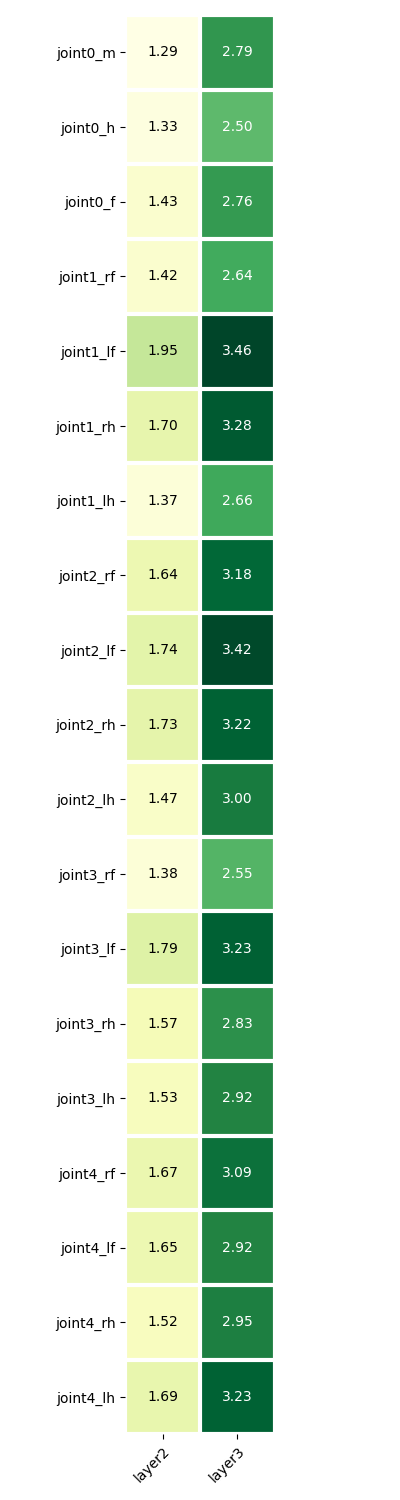 joint0_m 1.29 2.79
joint0_h 1.33 2.50
joint0_f 1.43 2.76
joint1_rf 1.42 2.64
joint1_lf 1.95 3.46
joint1_rh 1.70 3.28
joint1_lh 1.37 2.66
joint2_rf 1.64 3.18
joint2_lf 1.74 3.42
joint2_rh 1.73 3.22
joint2_lh 1.47 3.00
joint3_rf 1.38 2.55
joint3_lf 1.79 3.23
joint3_rh 1.57 2.83
joint3_lh 1.53 2.92
joint4_rf 1.67 3.09
joint4_lf 1.65 2.92
joint4_rh 1.52 2.95
joint4_lh 1.69 3.23
layer2 layer3